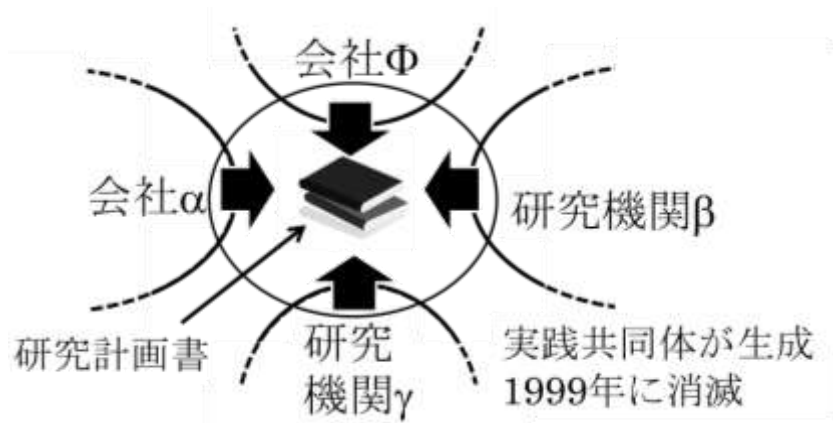 会社Φ
会社α
研究機関β
研究計画書
研究
機関γ
実践共同体が生成
1999年に消滅